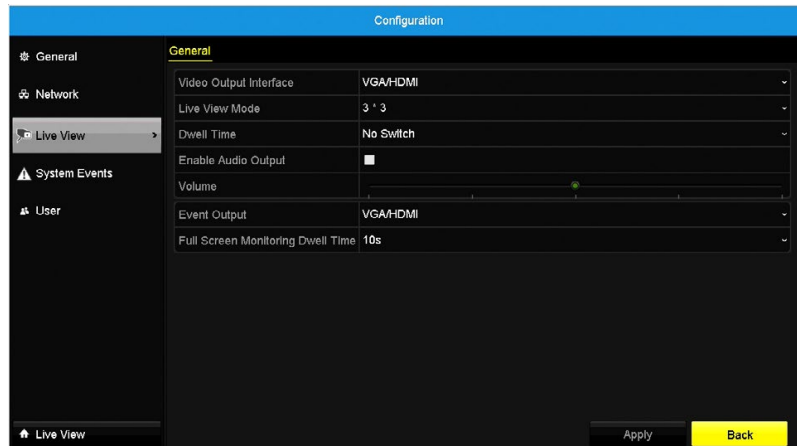 Configuration
General
Network
Live View
System Events
User
Live View
General
Video Output Interface VGA/HDMI
Live View Mode 3 * 3
Dwell Time No Switch
Enable Audio Output
Volume
Event Output VGA/HDMI
Full Screen Monitoring Dwell Time 10s
Apply Back